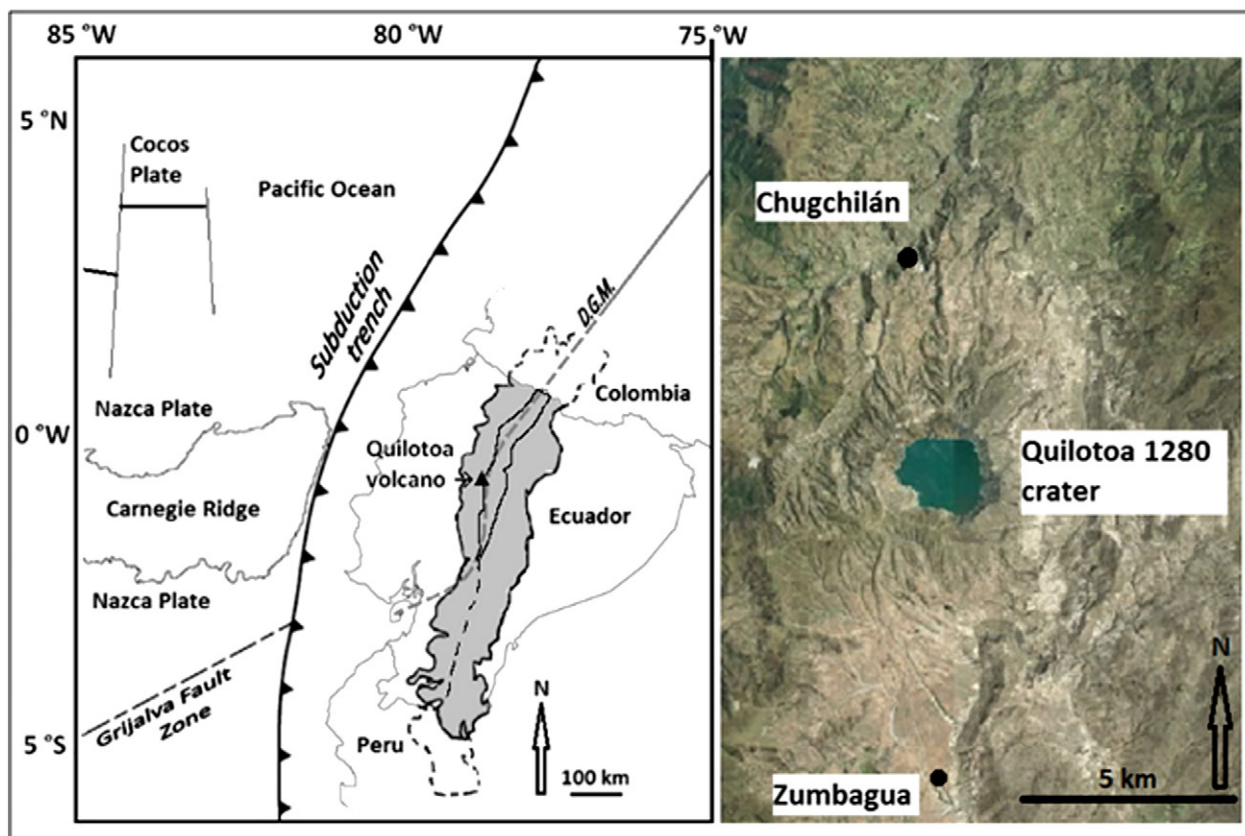 85 °W
80 °W
75 °W
5 °N
Cocos
Plate
Pacific Ocean
Subduction
trench
D.G.M.
Colombia
Nazca Plate
0 °W
Quilotoa
volcano
Carnegie Ridge
Ecuador
Nazca Plate
Grijalva Fault
Zone
5 °S
Peru
N
100 km
Chugchilán
Quilotoa 1280
crater
N
5 km
Zumbagua